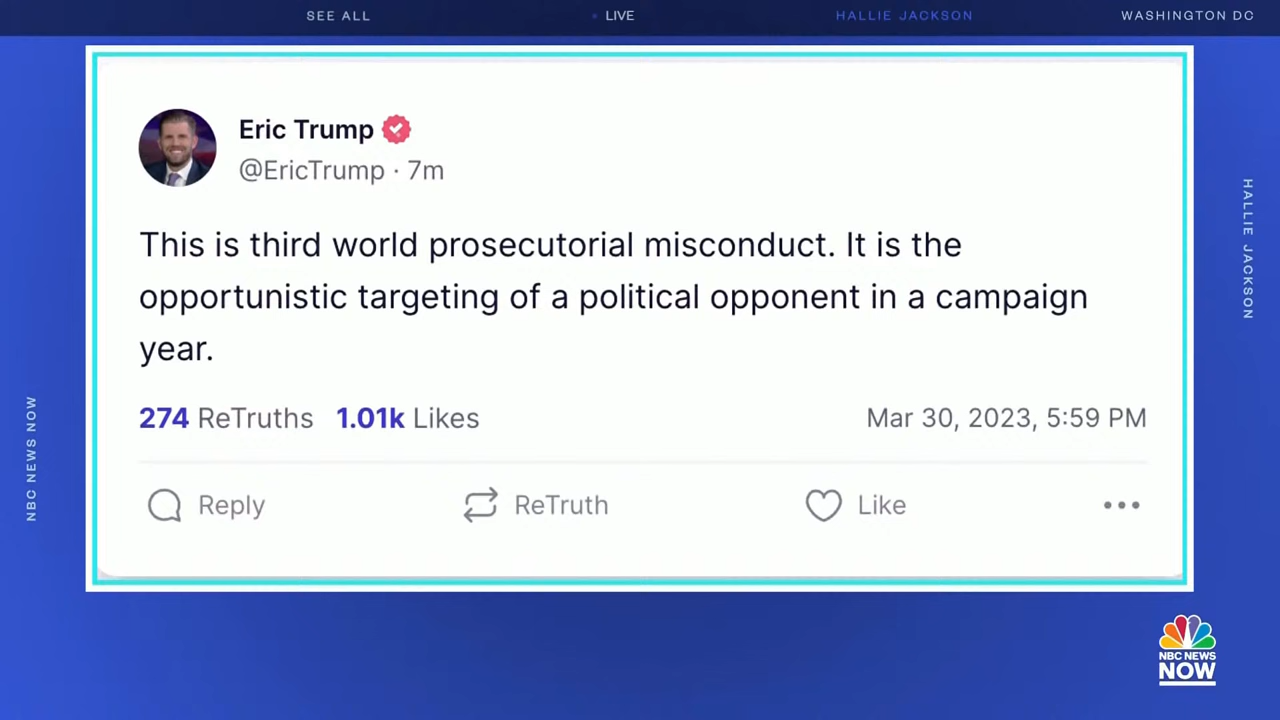 SEE ALL
LIVE
HALLIE JACKSON
WASHINGTON DC
Eric Trump
@EricTrump · 7m
This is third world prosecutorial misconduct. It is the
opportunistic targeting of a political opponent in a campaign
year.
274 ReTruths 1.01k Likes
Mar 30, 2023, 5:59 PM
Reply
ReTruth
Like
NBC NEWS NOW
HALLIE JACKSON
NBC NEWS
NOW